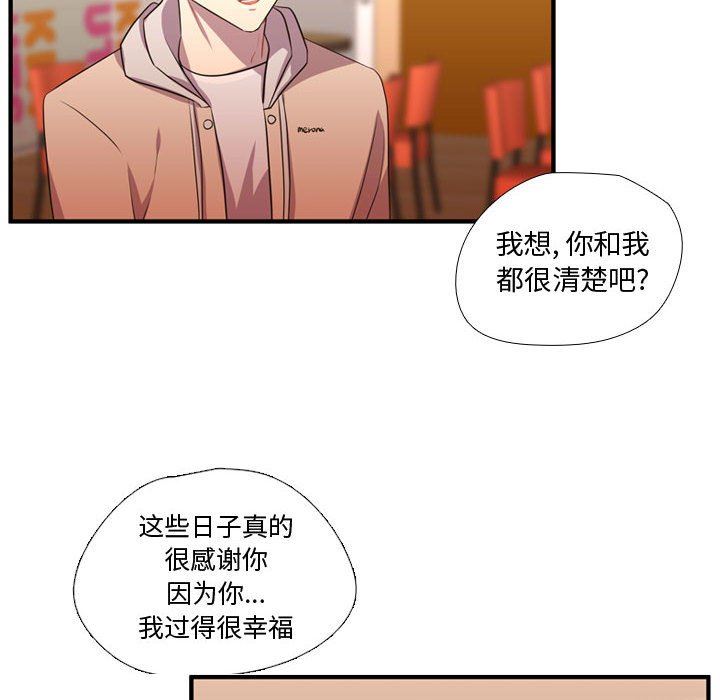 merona
我想, 你和我
都很清楚吧?
这些日子真的
很感谢你
因为你...
我过得很幸福